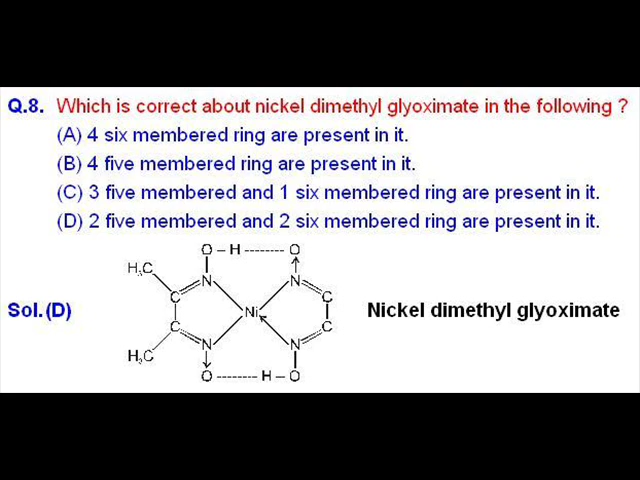 Q.8. Which is correct about nickel dimethyl glyoximate in the following ?
(A) 4 six membered ring are present in it.
(B) 4 five membered ring are present in it.
(C) 3 five membered and 1 six membered ring are present in it.
(D) 2 five membered and 2 six membered ring are present in it.
O – H -------- O
H₃C
N N
C C
Sol.(D) Ni Nickel dimethyl glyoximate
C C
N N
H₃C
O -------- H – O